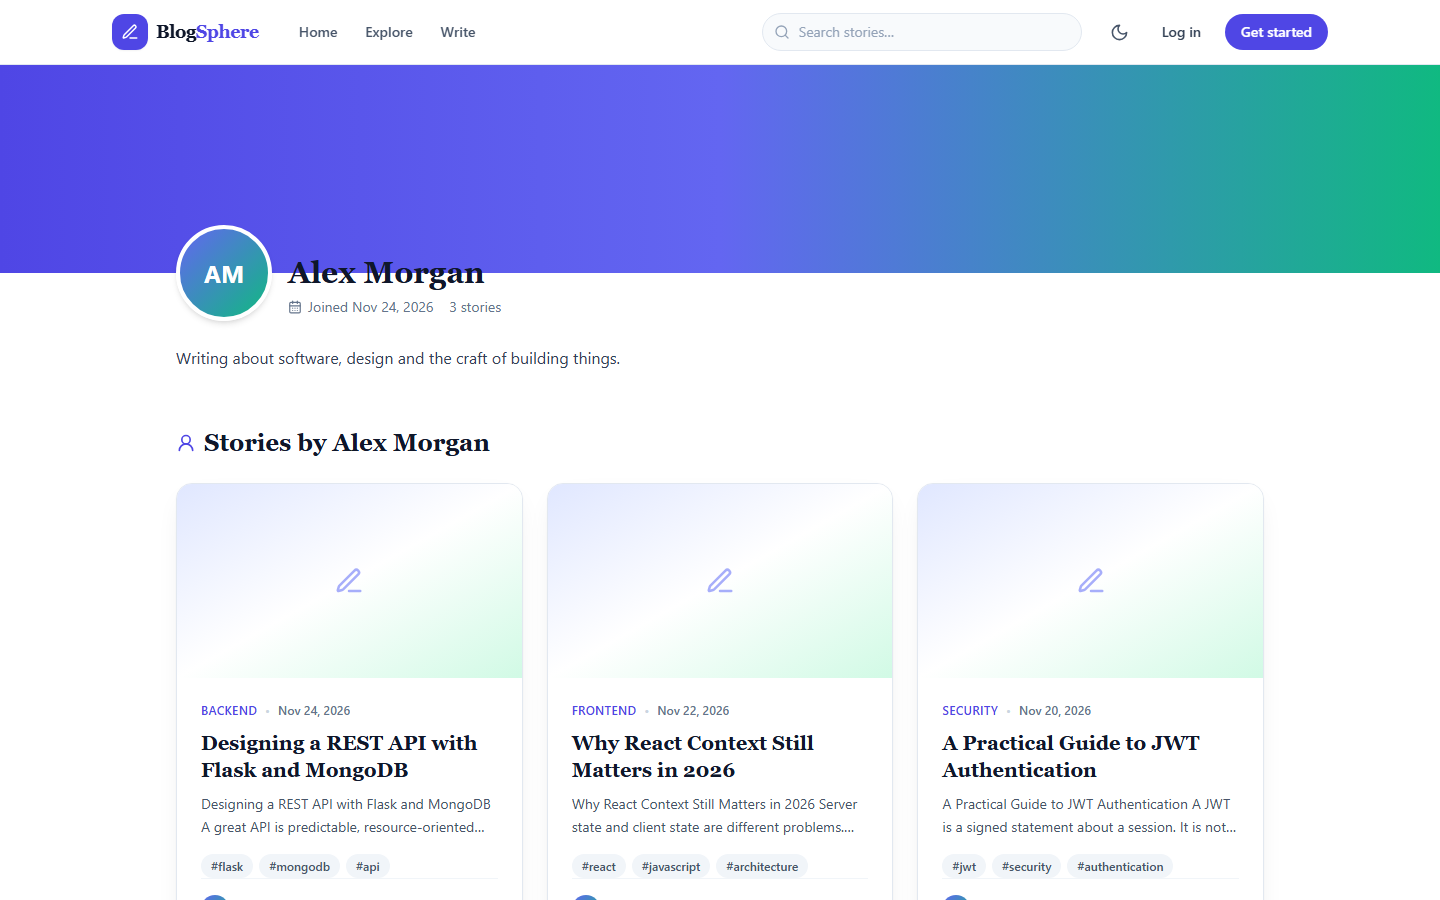 BlogSphere
Home
Explore
Write
Search stories...
Log in
Get started
AM
Alex Morgan
Joined Nov 24, 2026
3 stories
Writing about software, design and the craft of building things.
Stories by Alex Morgan
BACKEND • Nov 24, 2026
Designing a REST API with
Flask and MongoDB
Designing a REST API with Flask and MongoDB
A great API is predictable, resource-oriented...
#flask #mongodb #api
FRONTEND • Nov 22, 2026
Why React Context Still
Matters in 2026
Why React Context Still Matters in 2026 Server
state and client state are different problems....
#react #javascript #architecture
SECURITY • Nov 20, 2026
A Practical Guide to JWT
Authentication
A Practical Guide to JWT Authentication A JWT
is a signed statement about a session. It is not...
#jwt #security #authentication